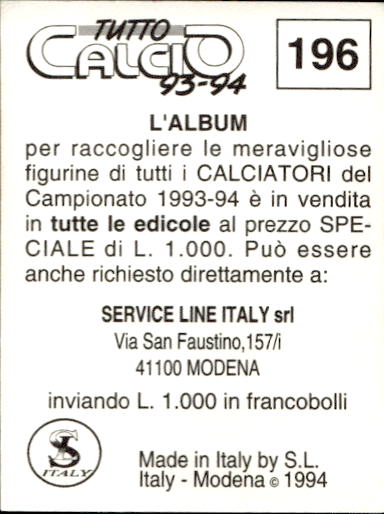 TUTTO
CALCIO
93-94
196
L'ALBUM
per raccogliere le meravigliose
figurine di tutti i CALCIATORI del
Campionato 1993-94 è in vendita
in tutte le edicole al prezzo SPE-
CIALE di L. 1.000. Può essere
anche richiesto direttamente a:
SERVICE LINE ITALY srl
Via San Faustino,157/i
41100 MODENA
inviando L. 1.000 in francobolli
SL
ITALY
Made in Italy by S.L.
Italy - Modena © 1994